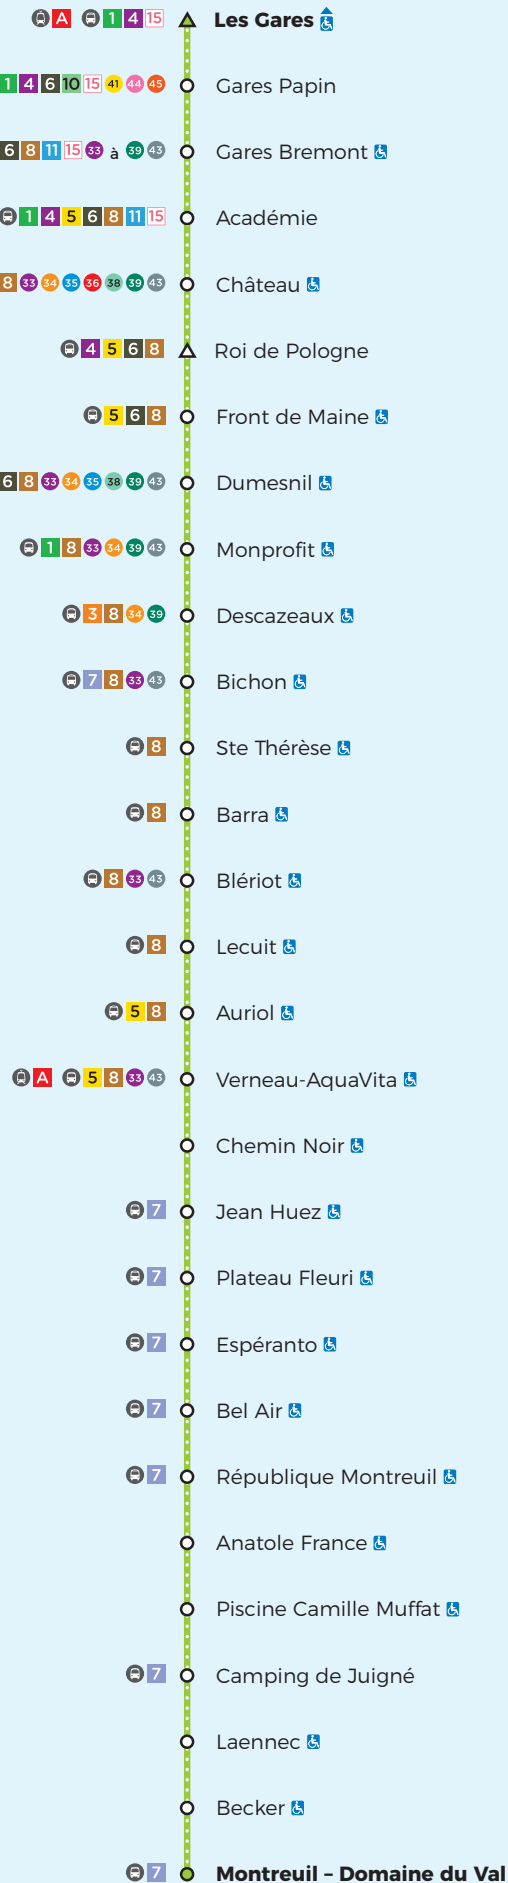 A 1 4 15 Les Gares
1 4 6 10 15 41 44 45 Gares Papin
6 8 11 15 33 à 39 43 Gares Bremont
1 4 5 6 8 11 15 Académie
8 33 34 35 36 38 39 43 Château
4 5 6 8 Roi de Pologne
5 6 8 Front de Maine
6 8 33 34 35 38 39 43 Dumesnil
1 8 33 34 39 43 Monprofit
3 8 34 39 Descazeaux
7 8 33 43 Bichon
8 Ste Thérèse
8 Barra
8 33 43 Blériot
8 Lecuit
5 8 Auriol
A 5 8 33 43 Verneau-AquaVita
Chemin Noir
7 Jean Huez
7 Plateau Fleuri
7 Espéranto
7 Bel Air
7 République Montreuil
Anatole France
Piscine Camille Muffat
7 Camping de Juigné
Laennec
Becker
7 Montreuil – Domaine du Val